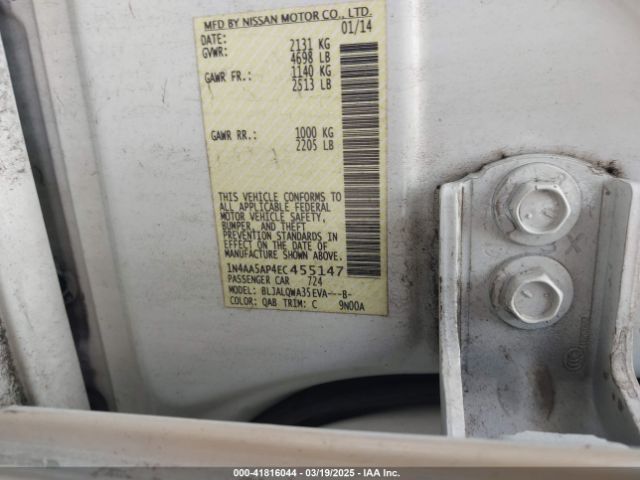 MFD BY NISSAN MOTOR CO., LTD.
DATE: 01/14
GVWR: 2131 KG
4698 LB
GAWR FR.: 1140 KG
2513 LB
GAWR RR.: 1000 KG
2205 LB
THIS VEHICLE CONFORMS TO
ALL APPLICABLE FEDERAL
MOTOR VEHICLE SAFETY,
BUMPER, AND THEFT
PREVENTION STANDARDS IN
EFFECT ON THE DATE OF
MANUFACTURE SHOWN ABOVE.
1N4AA5AP4EC455147
PASSENGER CAR 724
MODEL: BLJALQWA35EVA---B-
COLOR: QAB TRIM: C 9N00A
000-41816044 — 03/19/2025 — IAA Inc.